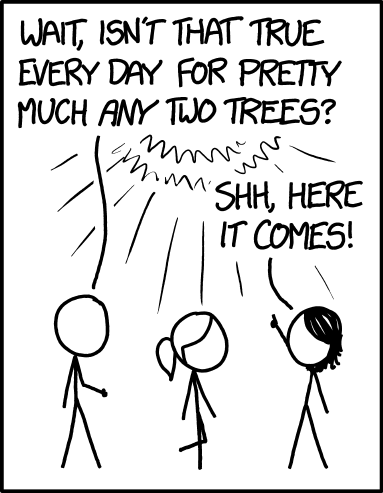 WAIT, ISN'T THAT TRUE
EVERY DAY FOR PRETTY
MUCH ANY TWO TREES?
SHH, HERE
IT COMES!